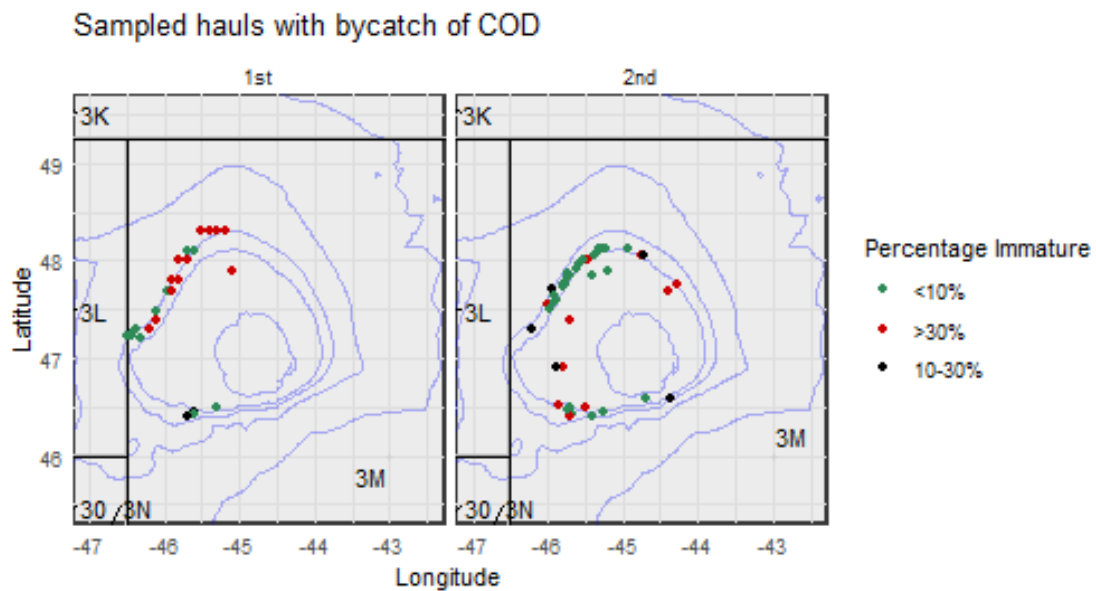 Sampled hauls with bycatch of COD
1st
2nd
3K
3K
49
48
47
46
Latitude
3L
3L
3M
3M
30 /3N
30 /3N
-47 -46 -45 -44 -43
-47 -46 -45 -44 -43
Longitude
Percentage Immature
<10%
>30%
10-30%